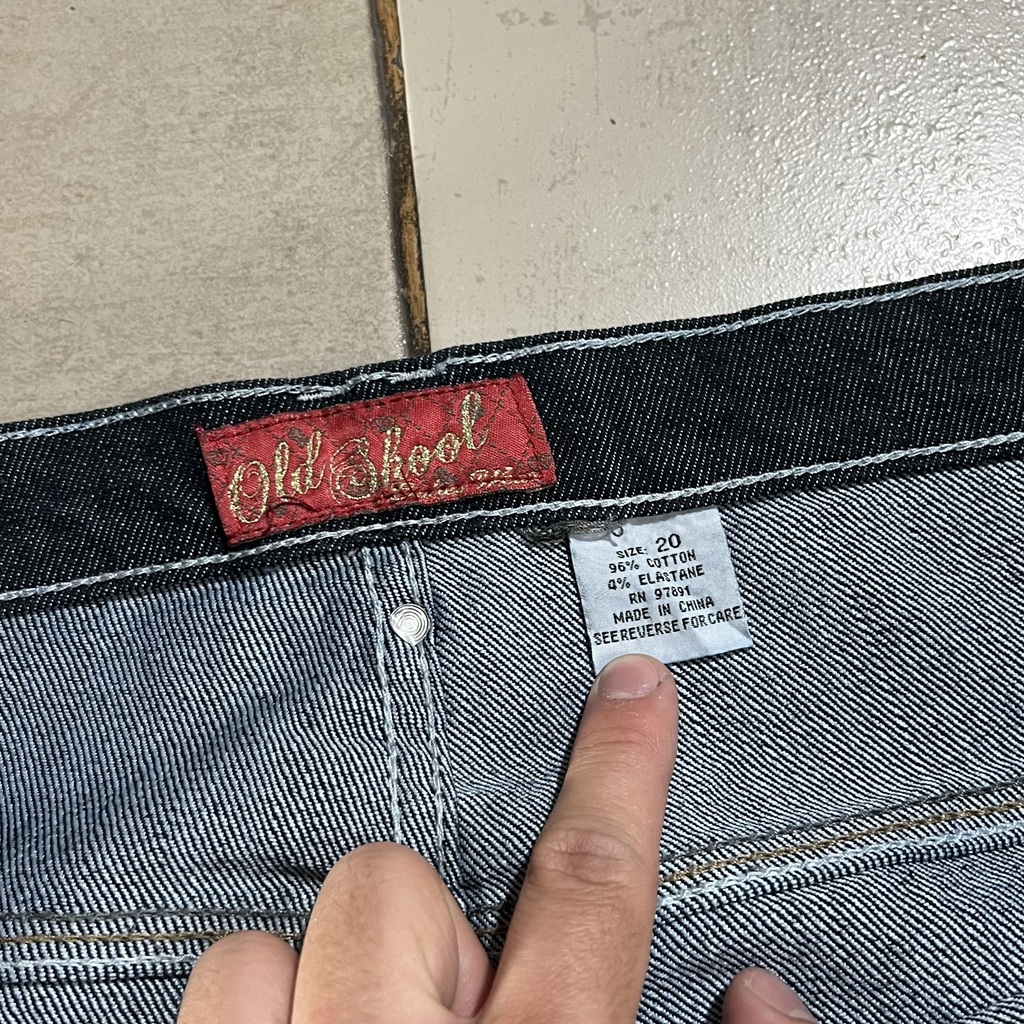 Old Skool
SIZE: 20
96% COTTON
4% ELASTANE
RN 97891
MADE IN CHINA
SEE REVERSE FOR CARE